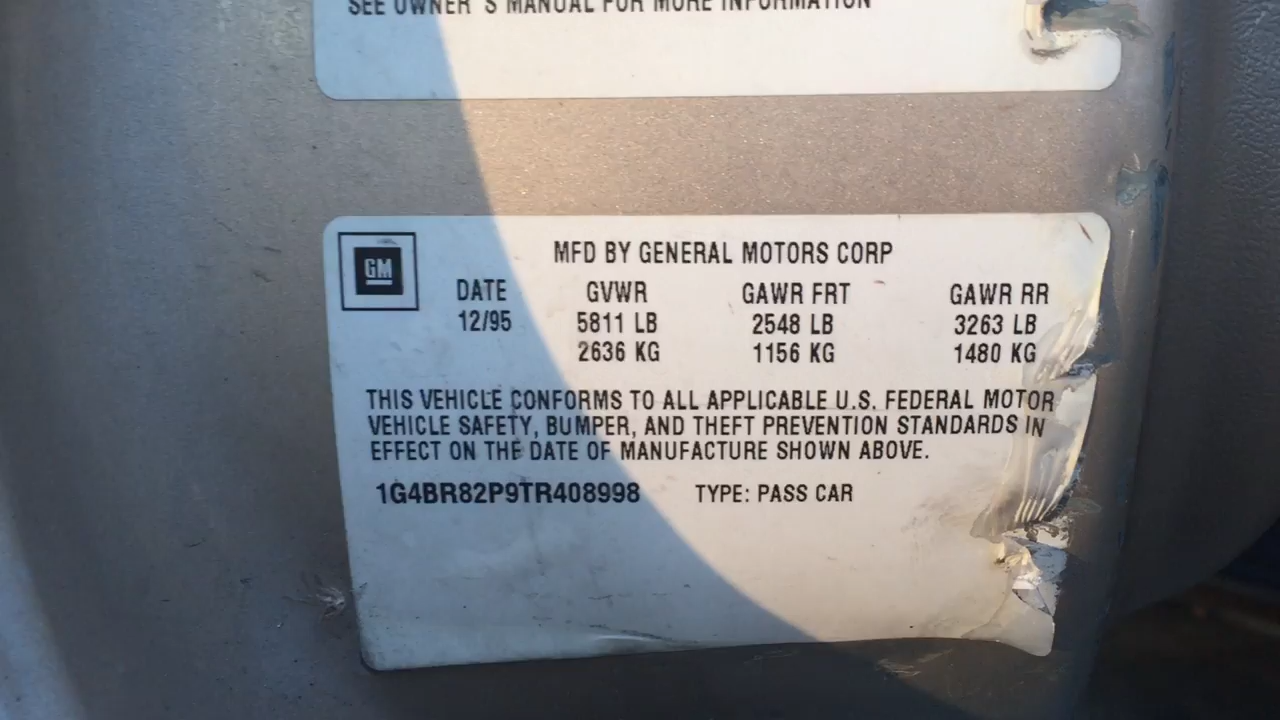 SEE OWNER'S MANUAL FOR MORE INFORMATION
GM
MFD BY GENERAL MOTORS CORP
DATE GVWR GAWR FRT GAWR RR
12/95 5811 LB 2548 LB 3263 LB
2636 KG 1156 KG 1480 KG
THIS VEHICLE CONFORMS TO ALL APPLICABLE U.S. FEDERAL MOTOR
VEHICLE SAFETY, BUMPER, AND THEFT PREVENTION STANDARDS IN
EFFECT ON THE DATE OF MANUFACTURE SHOWN ABOVE.
1G4BR82P9TR408998 TYPE: PASS CAR